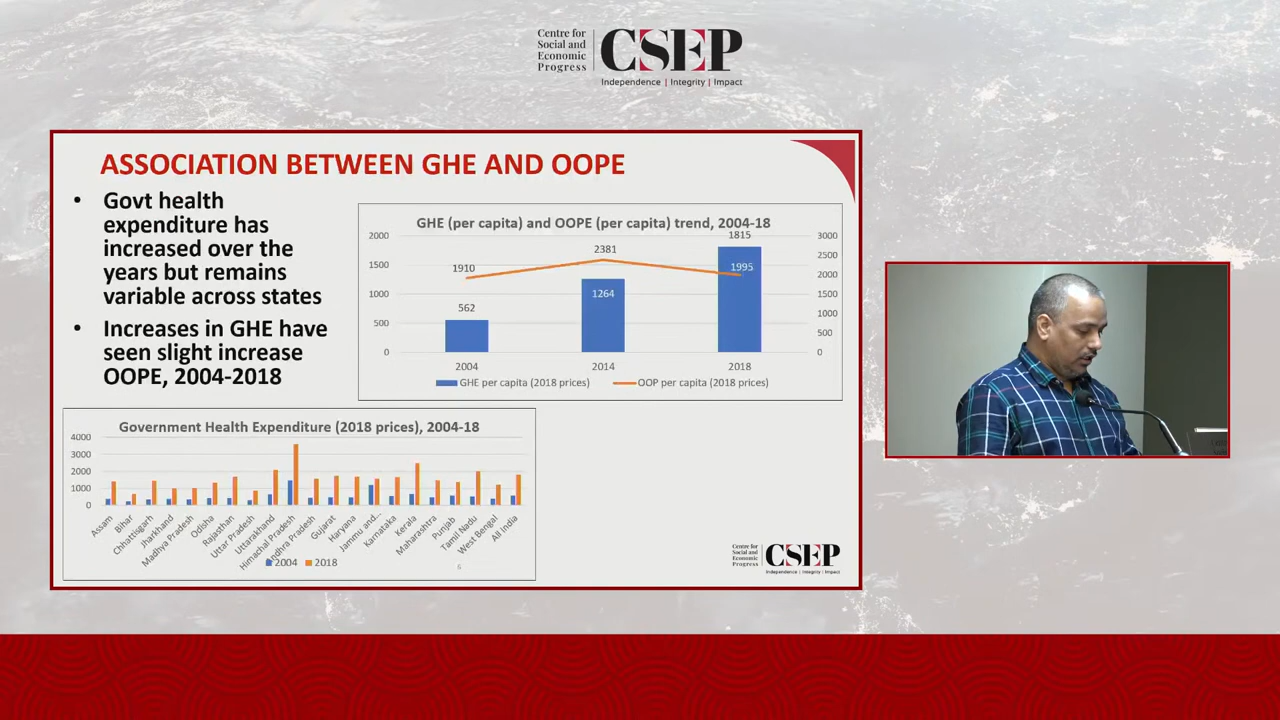 Centre for
Social and
Economic
Progress
CSEP
Independence | Integrity | Impact
ASSOCIATION BETWEEN GHE AND OOPE
• Govt health
expenditure has
increased over the
years but remains
variable across states
• Increases in GHE have
seen slight increase
OOPE, 2004-2018
GHE (per capita) and OOPE (per capita) trend, 2004-18
2000
1500
1000
500
0
1910
2381
1815
1995
562
1264
3000
2500
2000
1500
1000
500
0
2004
2014
2018
GHE per capita (2018 prices)
OOP per capita (2018 prices)
Government Health Expenditure (2018 prices), 2004-18
4000
3000
2000
1000
0
Assam
Bihar
Chhattisgarh
Jharkhand
Madhya Pradesh
Odisha
Rajasthan
Uttar Pradesh
Uttarakhand
Himachal Pradesh
Andhra Pradesh
Gujarat
Haryana
Jammu and...
Karnataka
Kerala
Maharashtra
Punjab
Tamil Nadu
West Bengal
All India
2004
2018
6
Centre for
Social and
Economic
Progress
CSEP
Independence | Integrity | Impact